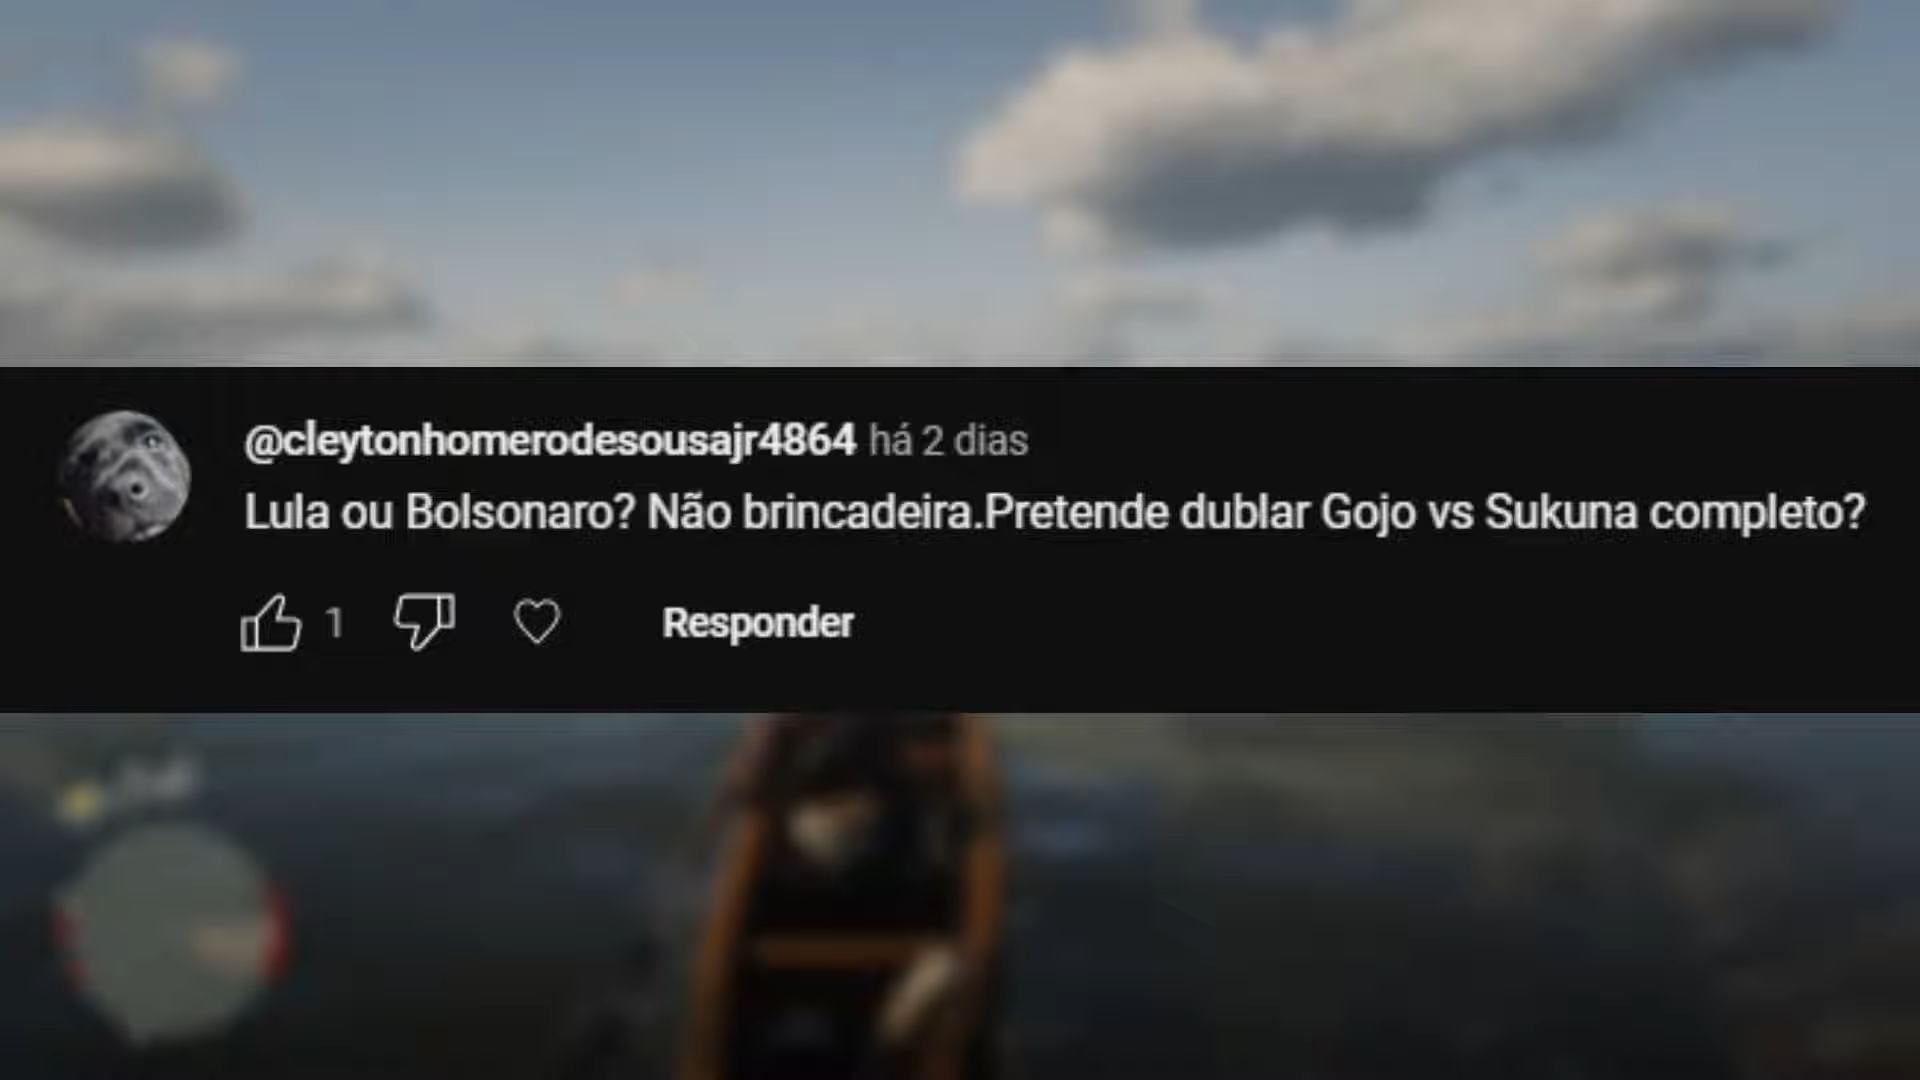 @cleytonhomerodesousajr4864 há 2 dias
Lula ou Bolsonaro? Não brincadeira.Pretende dublar Gojo vs Sukuna completo?
1
Responder